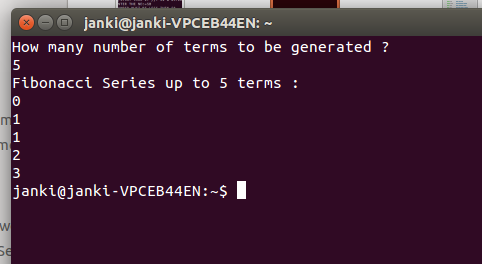 janki@janki-VPCEB44EN: ~
How many number of terms to be generated ?
5
Fibonacci Series up to 5 terms :
0
1
1
2
3
janki@janki-VPCEB44EN:~$